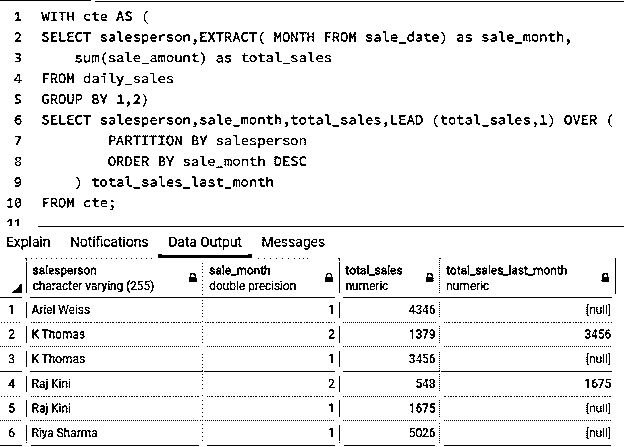 1 WITH cte AS (
2 SELECT salesperson,EXTRACT( MONTH FROM sale_date) as sale_month,
3 sum(sale_amount) as total_sales
4 FROM daily_sales
5 GROUP BY 1,2)
6 SELECT salesperson,sale_month,total_sales,LEAD (total_sales,1) OVER (
7 PARTITION BY salesperson
8 ORDER BY sale_month DESC
9 ) total_sales_last_month
10 FROM cte;
11
Explain Notifications Data Output Messages
salesperson sale_month total_sales total_sales_last_month
character varying (255) double precision numeric numeric
1 Ariel Weiss 1 4346 [null]
2 K Thomas 2 1379 3456
3 K Thomas 1 3456 [null]
4 Raj Kini 2 548 1675
5 Raj Kini 1 1675 [null]
6 Riya Sharma 1 5026 [null]